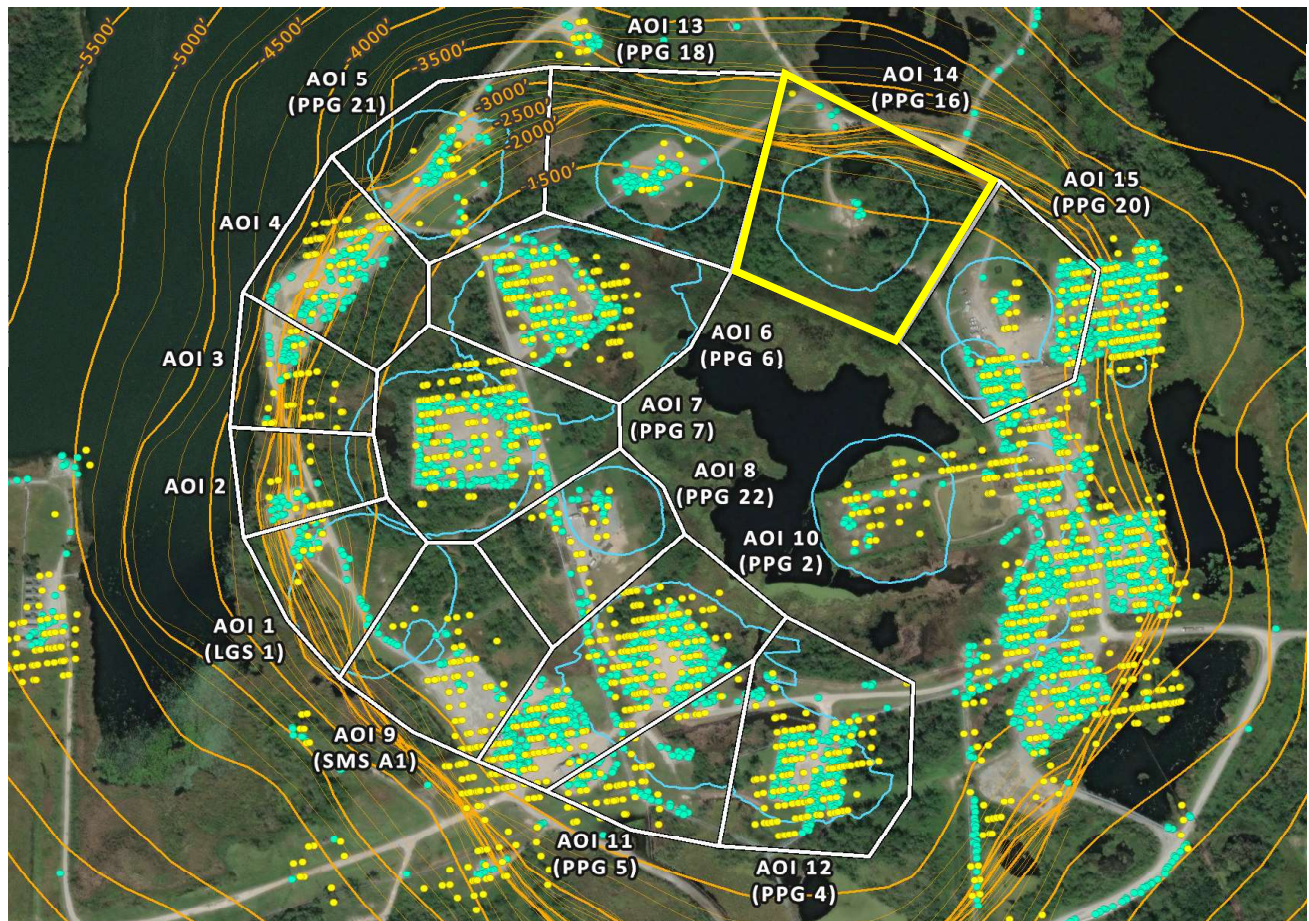 -5500'
-5000'
-4500'
-4000'
-3500'
-3000'
-2500'
-2000'
-1500'
AOI 13
(PPG 18)
AOI 14
(PPG 16)
AOI 5
(PPG 21)
AOI 15
(PPG 20)
AOI 4
AOI 3
AOI 6
(PPG 6)
AOI 7
(PPG 7)
AOI 2
AOI 8
(PPG 22)
AOI 10
(PPG 2)
AOI 1
(LGS 1)
AOI 9
(SMS A1)
AOI 11
(PPG 5)
AOI 12
(PPG 4)